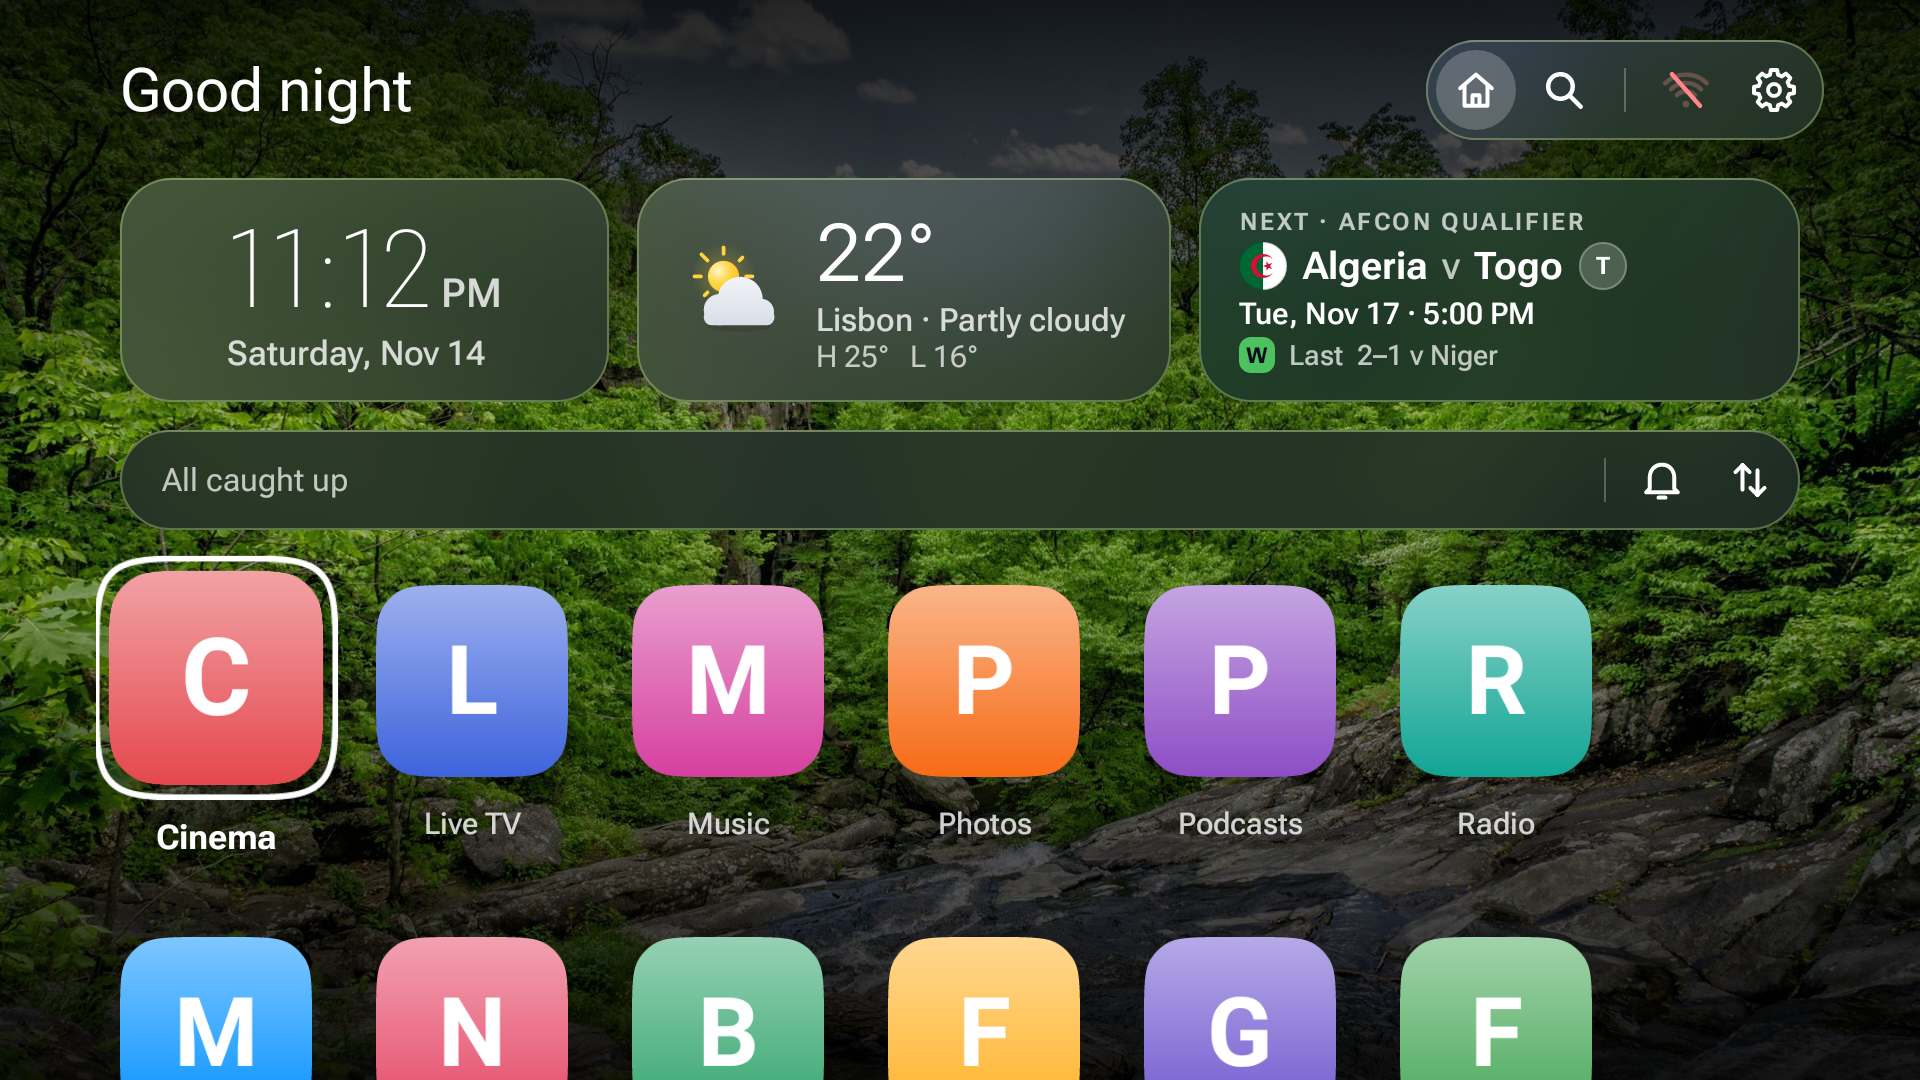 Good night
11:12 PM
Saturday, Nov 14
22°
Lisbon · Partly cloudy
H 25° L 16°
NEXT · AFCON QUALIFIER
Algeria v Togo T
Tue, Nov 17 · 5:00 PM
W Last 2–1 v Niger
All caught up
C L M P P R
Cinema Live TV Music Photos Podcasts Radio
M N B F G F